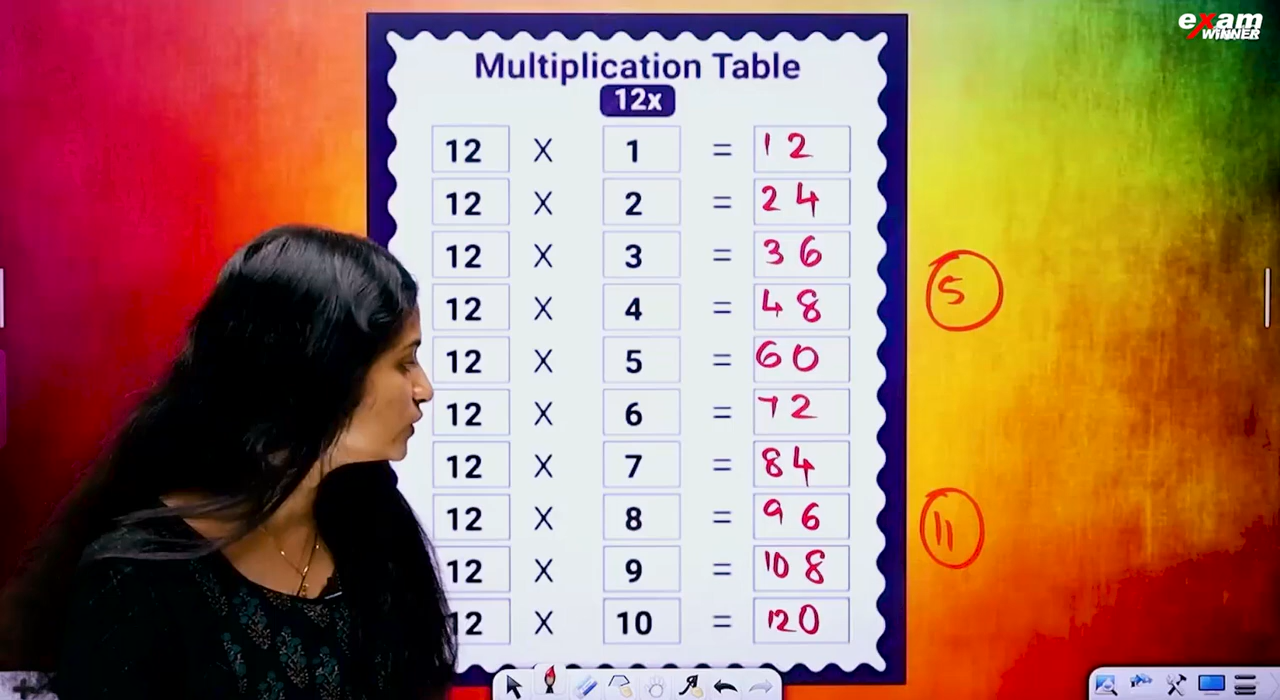 exam
WINNER
Multiplication Table
12x
12 X 1 = 12
12 X 2 = 24
12 X 3 = 36
12 X 4 = 48
12 X 5 = 60
12 X 6 = 72
12 X 7 = 84
12 X 8 = 96
12 X 9 = 108
12 X 10 = 120
5
11